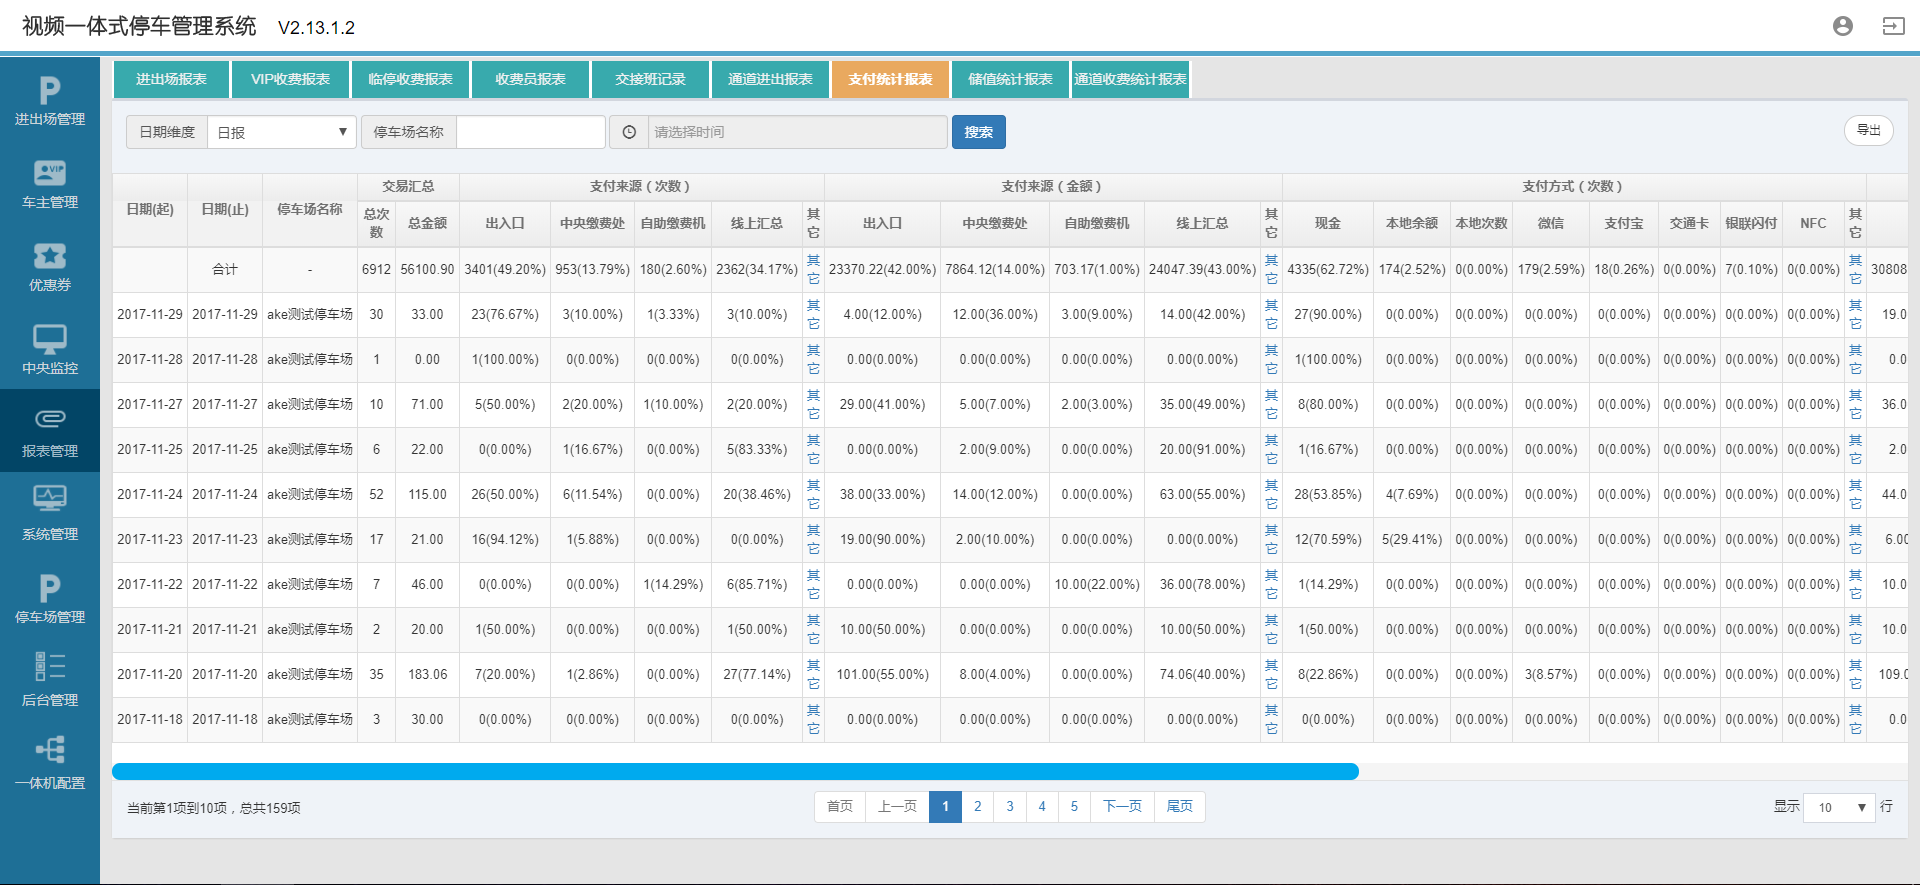 视频一体式停车管理系统 V2.13.1.2
进出场管理
车主管理
优惠券
中央监控
报表管理
系统管理
停车场管理
后台管理
一体机配置
进出场报表 VIP收费报表 临停收费报表 收费员报表 交接班记录 通道进出报表 支付统计报表 储值统计报表 通道收费统计报表
日期维度 日报 ▼ 停车场名称 请选择时间 搜索 导出
交易汇总 支付来源（次数） 支付来源（金额） 支付方式（次数）
日期(起) 日期(止) 停车场名称 总次数 总金额 出入口 中央缴费处 自助缴费机 线上汇总 其它 出入口 中央缴费处 自助缴费机 线上汇总 其它 现金 本地余额 本地次数 微信 支付宝 交通卡 银联闪付 NFC 其它
合计 - 6912 56100.90 3401(49.20%) 953(13.79%) 180(2.60%) 2362(34.17%) 其它 23370.22(42.00%) 7864.12(14.00%) 703.17(1.00%) 24047.39(43.00%) 其它 4335(62.72%) 174(2.52%) 0(0.00%) 179(2.59%) 18(0.26%) 0(0.00%) 7(0.10%) 0(0.00%) 其它 30808
2017-11-29 2017-11-29 ake测试停车场 30 33.00 23(76.67%) 3(10.00%) 1(3.33%) 3(10.00%) 其它 4.00(12.00%) 12.00(36.00%) 3.00(9.00%) 14.00(42.00%) 其它 27(90.00%) 0(0.00%) 0(0.00%) 0(0.00%) 0(0.00%) 0(0.00%) 0(0.00%) 0(0.00%) 其它 19.0
2017-11-28 2017-11-28 ake测试停车场 1 0.00 1(100.00%) 0(0.00%) 0(0.00%) 0(0.00%) 其它 0.00(0.00%) 0.00(0.00%) 0.00(0.00%) 0.00(0.00%) 其它 1(100.00%) 0(0.00%) 0(0.00%) 0(0.00%) 0(0.00%) 0(0.00%) 0(0.00%) 0(0.00%) 其它 0.0
2017-11-27 2017-11-27 ake测试停车场 10 71.00 5(50.00%) 2(20.00%) 1(10.00%) 2(20.00%) 其它 29.00(41.00%) 5.00(7.00%) 2.00(3.00%) 35.00(49.00%) 其它 8(80.00%) 0(0.00%) 0(0.00%) 0(0.00%) 0(0.00%) 0(0.00%) 0(0.00%) 0(0.00%) 其它 36.0
2017-11-25 2017-11-25 ake测试停车场 6 22.00 0(0.00%) 1(16.67%) 0(0.00%) 5(83.33%) 其它 0.00(0.00%) 2.00(9.00%) 0.00(0.00%) 20.00(91.00%) 其它 1(16.67%) 0(0.00%) 0(0.00%) 0(0.00%) 0(0.00%) 0(0.00%) 0(0.00%) 0(0.00%) 其它 2.0
2017-11-24 2017-11-24 ake测试停车场 52 115.00 26(50.00%) 6(11.54%) 0(0.00%) 20(38.46%) 其它 38.00(33.00%) 14.00(12.00%) 0.00(0.00%) 63.00(55.00%) 其它 28(53.85%) 4(7.69%) 0(0.00%) 0(0.00%) 0(0.00%) 0(0.00%) 0(0.00%) 0(0.00%) 其它 44.0
2017-11-23 2017-11-23 ake测试停车场 17 21.00 16(94.12%) 1(5.88%) 0(0.00%) 0(0.00%) 其它 19.00(90.00%) 2.00(10.00%) 0.00(0.00%) 0.00(0.00%) 其它 12(70.59%) 5(29.41%) 0(0.00%) 0(0.00%) 0(0.00%) 0(0.00%) 0(0.00%) 0(0.00%) 其它 6.00
2017-11-22 2017-11-22 ake测试停车场 7 46.00 0(0.00%) 0(0.00%) 1(14.29%) 6(85.71%) 其它 0.00(0.00%) 0.00(0.00%) 10.00(22.00%) 36.00(78.00%) 其它 1(14.29%) 0(0.00%) 0(0.00%) 0(0.00%) 0(0.00%) 0(0.00%) 0(0.00%) 0(0.00%) 其它 10.0
2017-11-21 2017-11-21 ake测试停车场 2 20.00 1(50.00%) 0(0.00%) 0(0.00%) 1(50.00%) 其它 10.00(50.00%) 0.00(0.00%) 0.00(0.00%) 10.00(50.00%) 其它 1(50.00%) 0(0.00%) 0(0.00%) 0(0.00%) 0(0.00%) 0(0.00%) 0(0.00%) 0(0.00%) 其它 10.0
2017-11-20 2017-11-20 ake测试停车场 35 183.06 7(20.00%) 1(2.86%) 0(0.00%) 27(77.14%) 其它 101.00(55.00%) 8.00(4.00%) 0.00(0.00%) 74.06(40.00%) 其它 8(22.86%) 0(0.00%) 0(0.00%) 3(8.57%) 0(0.00%) 0(0.00%) 0(0.00%) 0(0.00%) 其它 109.0
2017-11-18 2017-11-18 ake测试停车场 3 30.00 0(0.00%) 0(0.00%) 0(0.00%) 0(0.00%) 其它 0.00(0.00%) 0.00(0.00%) 0.00(0.00%) 0.00(0.00%) 其它 0(0.00%) 0(0.00%) 0(0.00%) 0(0.00%) 0(0.00%) 0(0.00%) 0(0.00%) 0(0.00%) 其它 0.0
当前第1项到10项，总共159项 首页 上一页 1 2 3 4 5 下一页 尾页 显示 10 ▼ 行